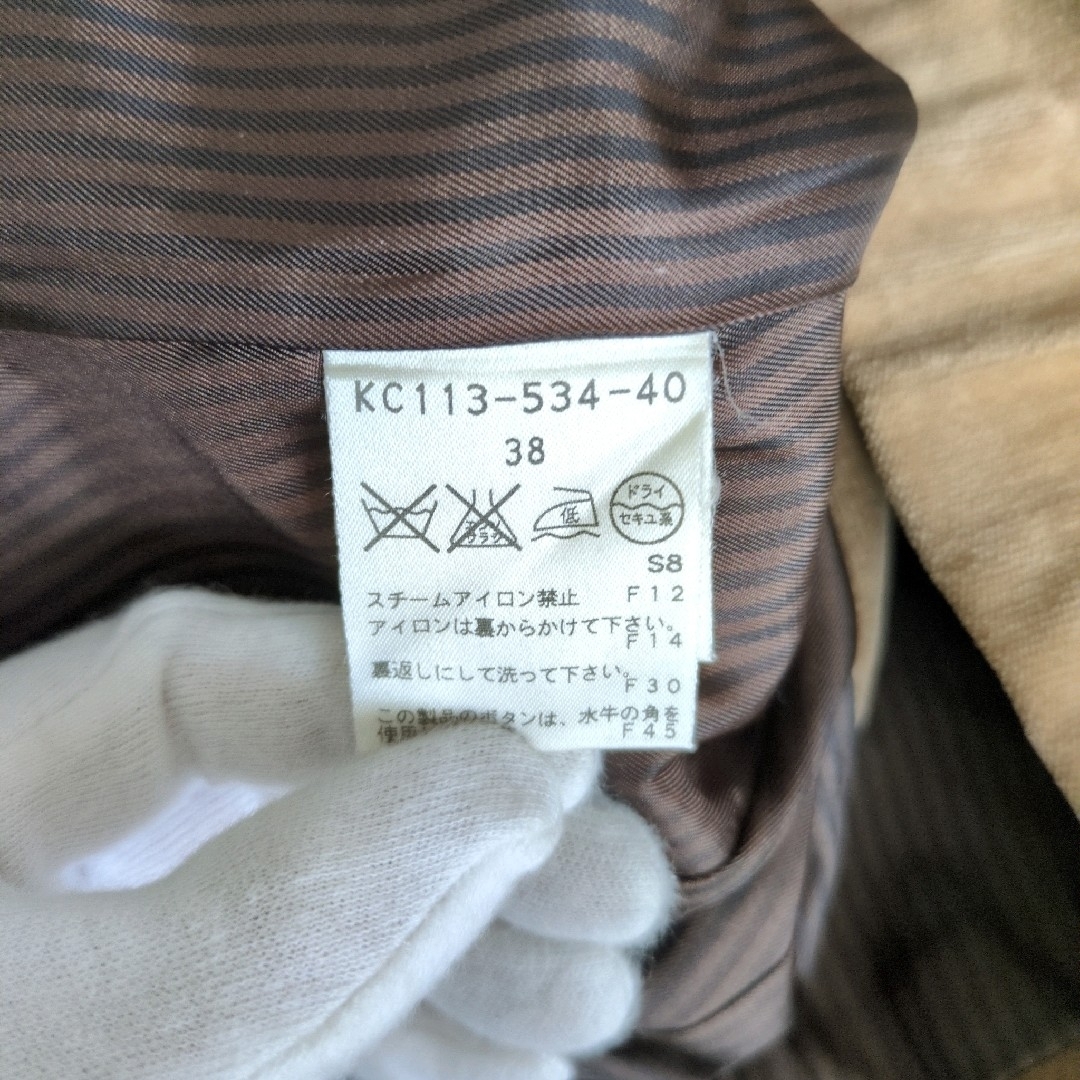 KC113-534-40
38
低
ドライ
セキユ系
S8
スチームアイロン禁止 F12
アイロンは裏からかけて下さい。
F14
裏返しにして洗って下さい。
F30
この製品のボタンは、水牛の角を
使用
F45